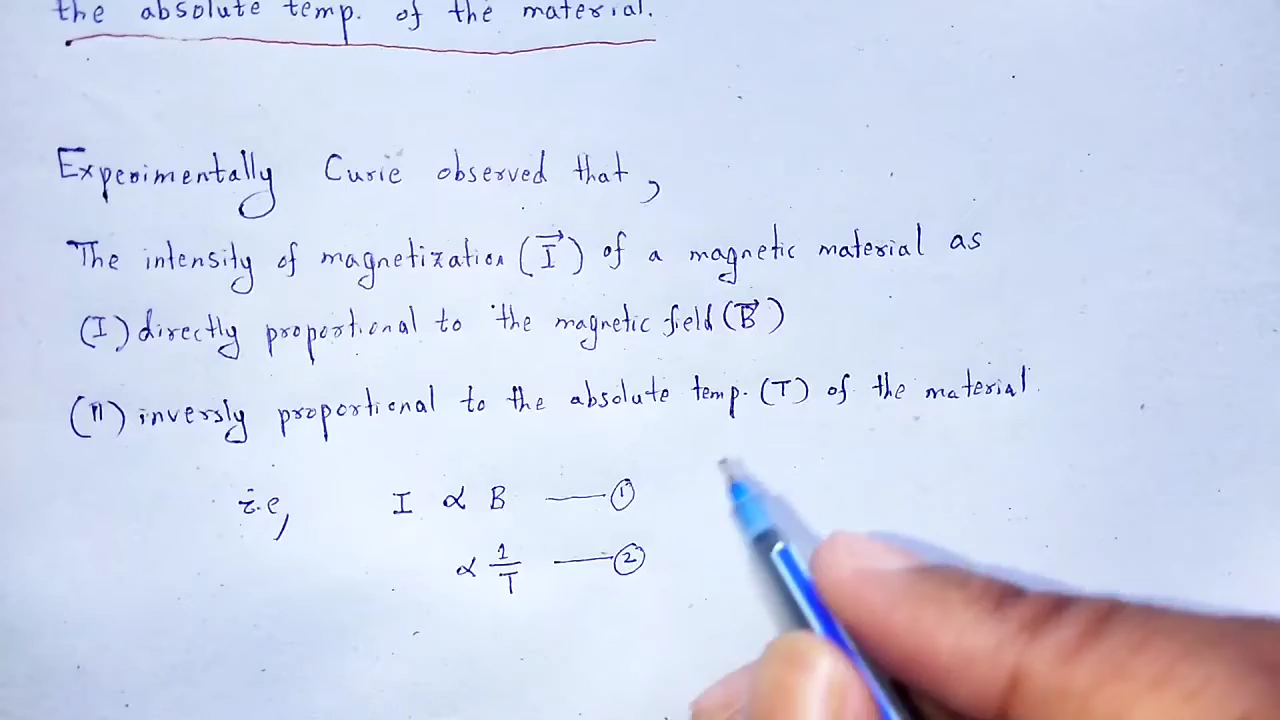 the absolute temp. of the material.
Experimentally Curie observed that,
The intensity of magnetization (I⃗) of a magnetic material as
(I) directly proportional to the magnetic field (B⃗)
(II) inversly proportional to the absolute temp. (T) of the material.
i.e, I ∝ B —— ①
∝ 1/T —— ②